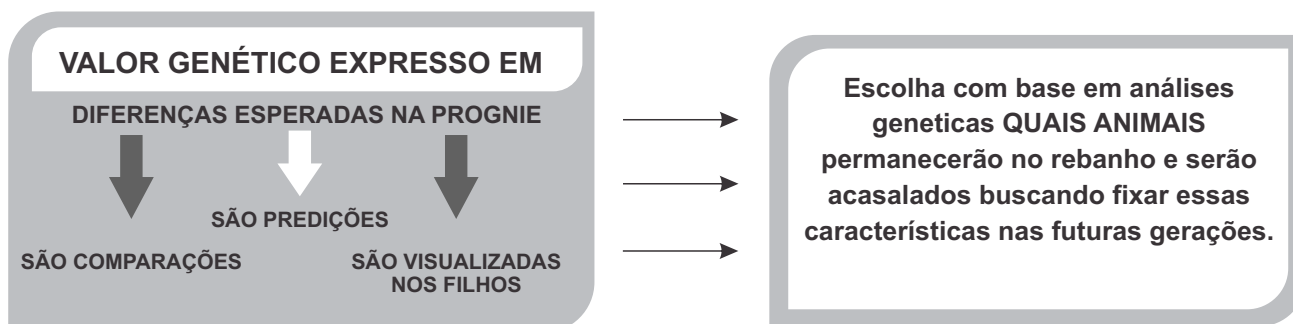 VALOR GENÉTICO EXPRESSO EM
DIFERENÇAS ESPERADAS NA PROGNIE
SÃO PREDIÇÕES
SÃO COMPARAÇÕES
SÃO VISUALIZADAS
NOS FILHOS
Escolha com base em análises
geneticas QUAIS ANIMAIS
permanecerão no rebanho e serão
acasalados buscando fixar essas
características nas futuras gerações.